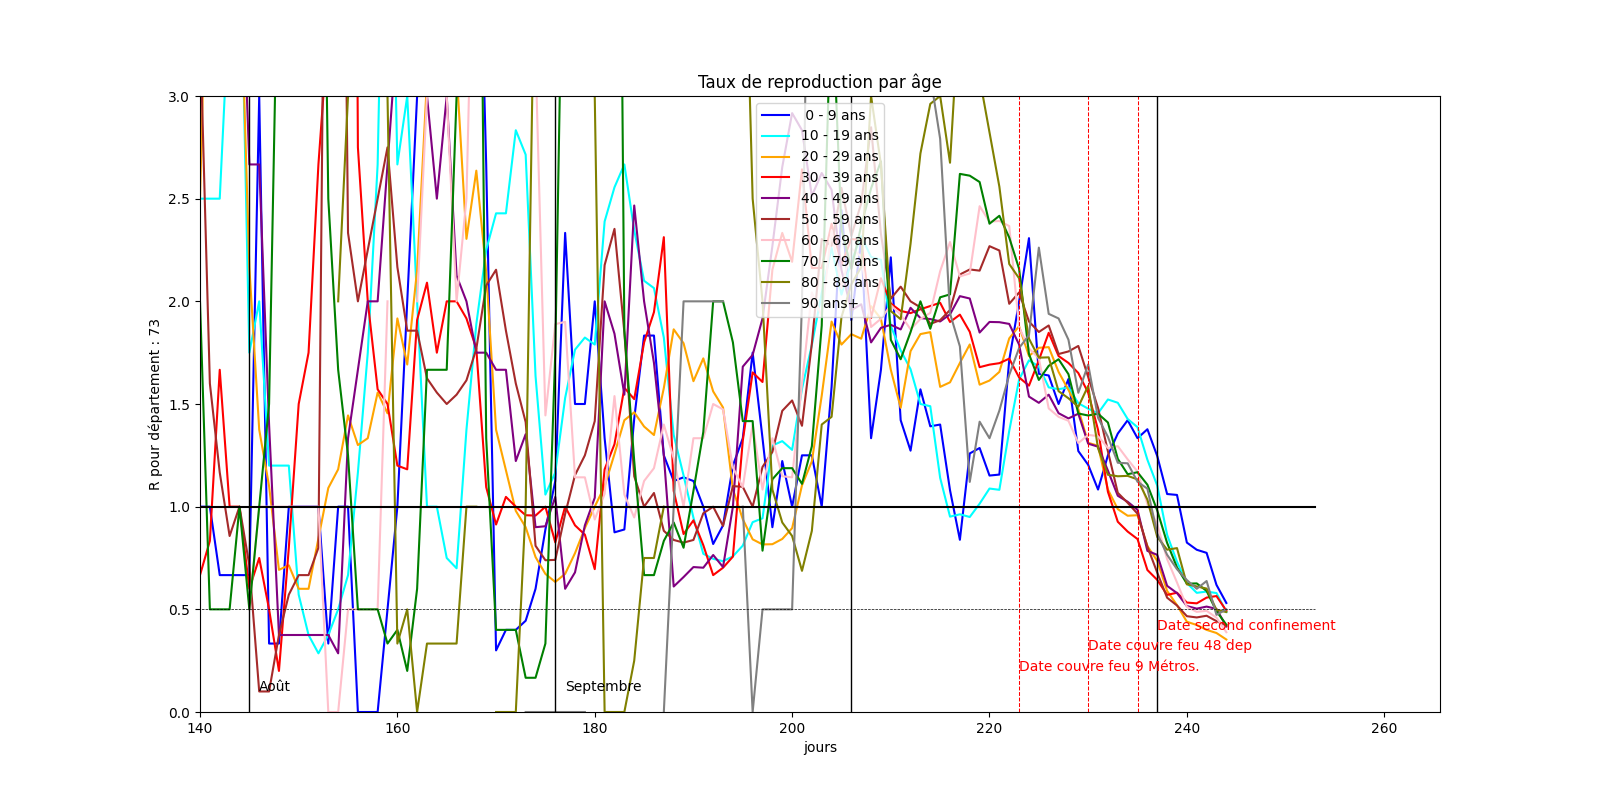 Taux de reproduction par âge
R pour département : 73
3.0
2.5
2.0
1.5
1.0
0.5
0.0
0 - 9 ans
10 - 19 ans
20 - 29 ans
30 - 39 ans
40 - 49 ans
50 - 59 ans
60 - 69 ans
70 - 79 ans
80 - 89 ans
90 ans+
Date second confinement
Date couvre feu 48 dep
Date couvre feu 9 Métros.
Août
Septembre
140 160 180 200 220 240 260
jours